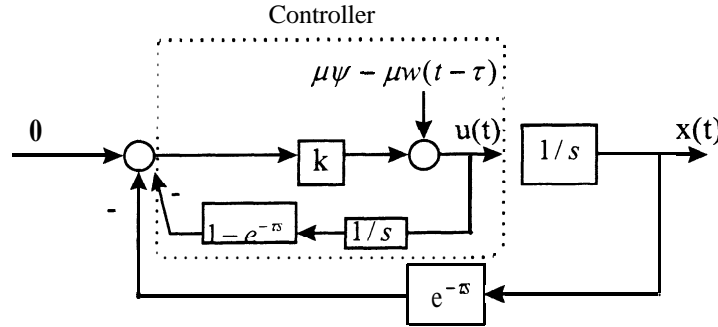 Controller
μψ − μw(t − τ)
0
u(t)
x(t)
k
1/s
-
-
1 − e^{−τs}
1/s
e^{−τs}